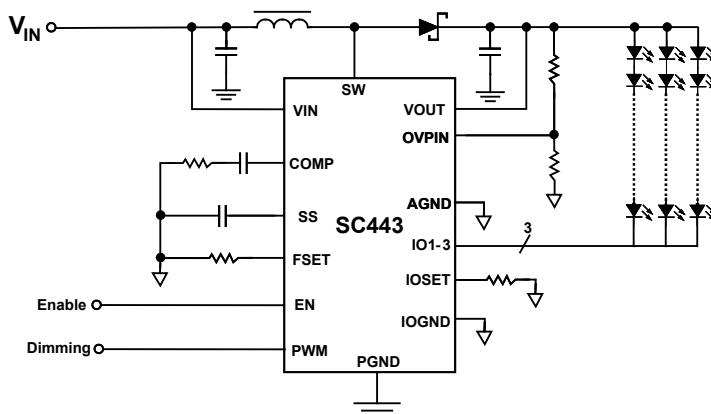 VIN
SW
VIN
VOUT
OVPIN
COMP
SS
AGND
SC443
3
FSET
IO1-3
IOSET
Enable
EN
IOGND
Dimming
PWM
PGND